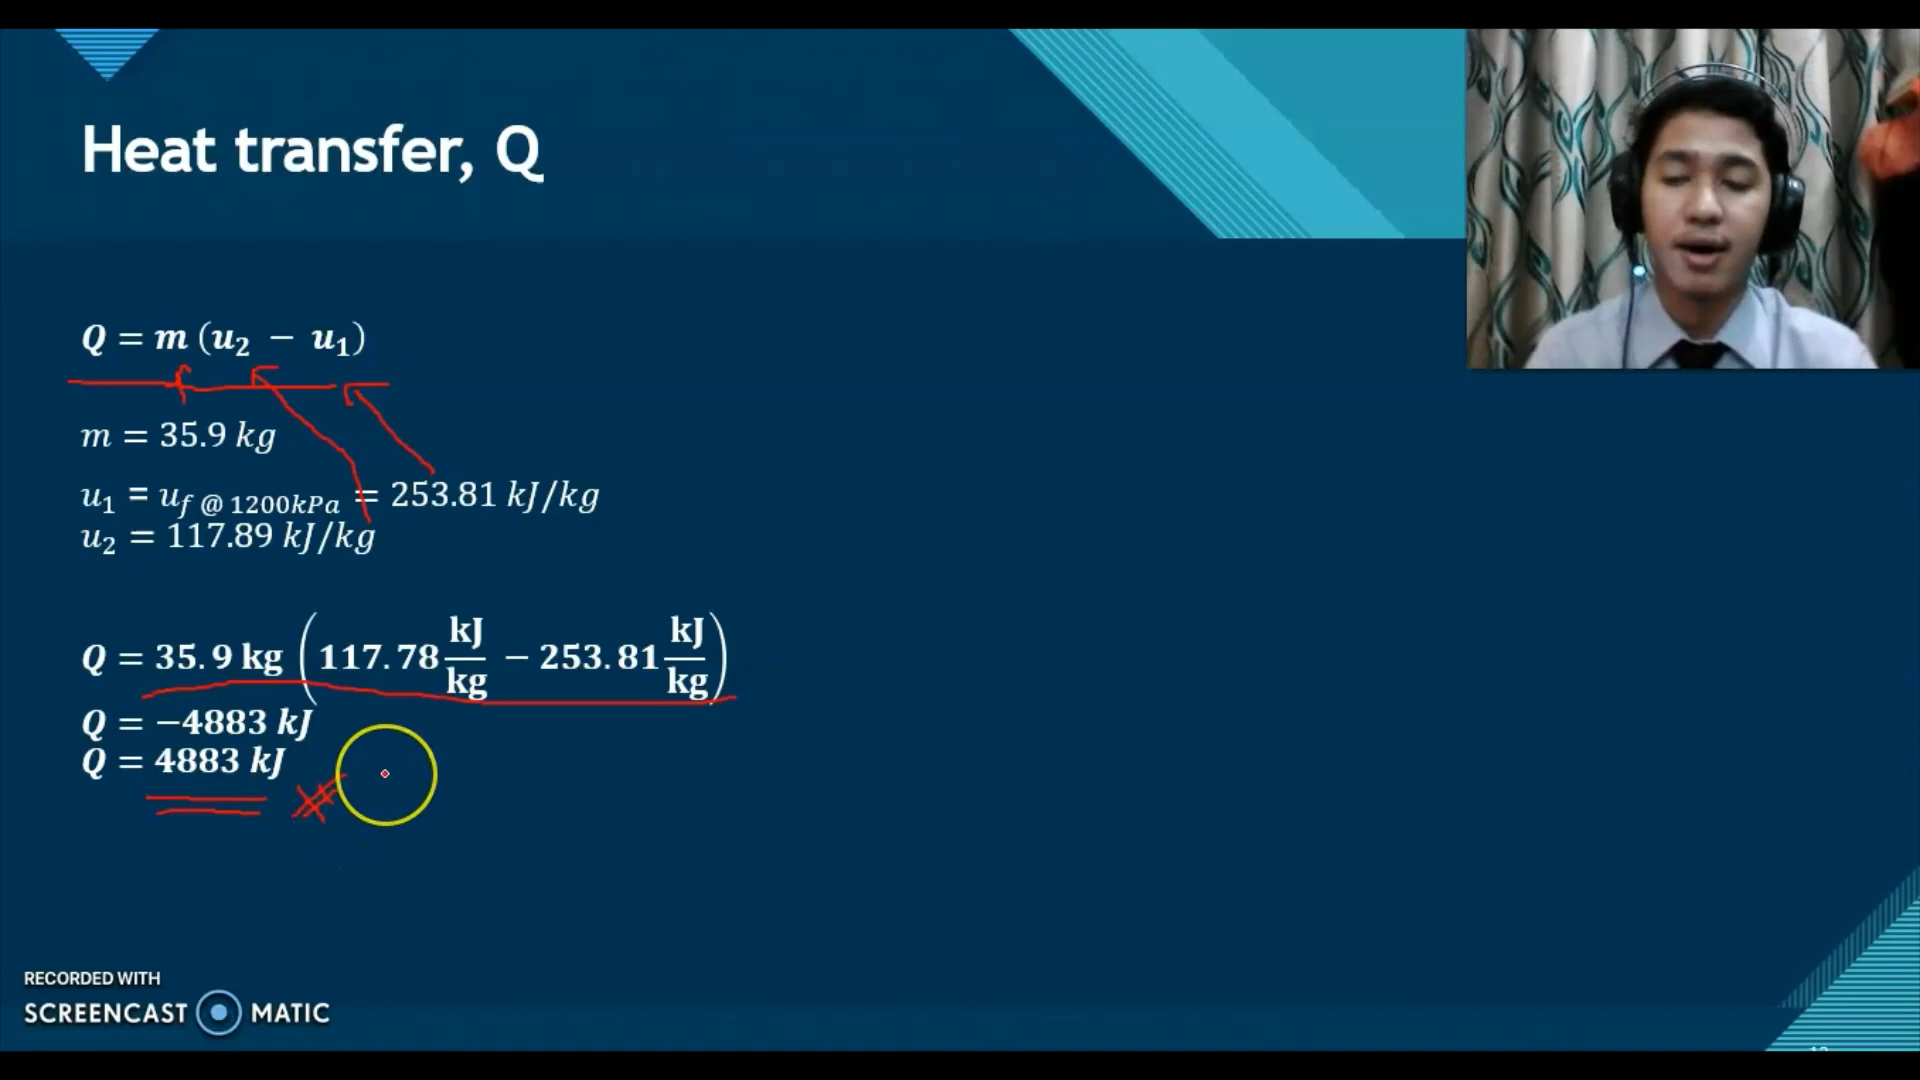 Heat transfer, Q
Q = m (u₂ − u₁)
m = 35.9 kg
u₁ = u_f @ 1200kPa = 253.81 kJ/kg
u₂ = 117.89 kJ/kg
Q = 35.9 kg (117.78 kJ/kg − 253.81 kJ/kg)
Q = −4883 kJ
Q = 4883 kJ
RECORDED WITH
SCREENCAST MATIC